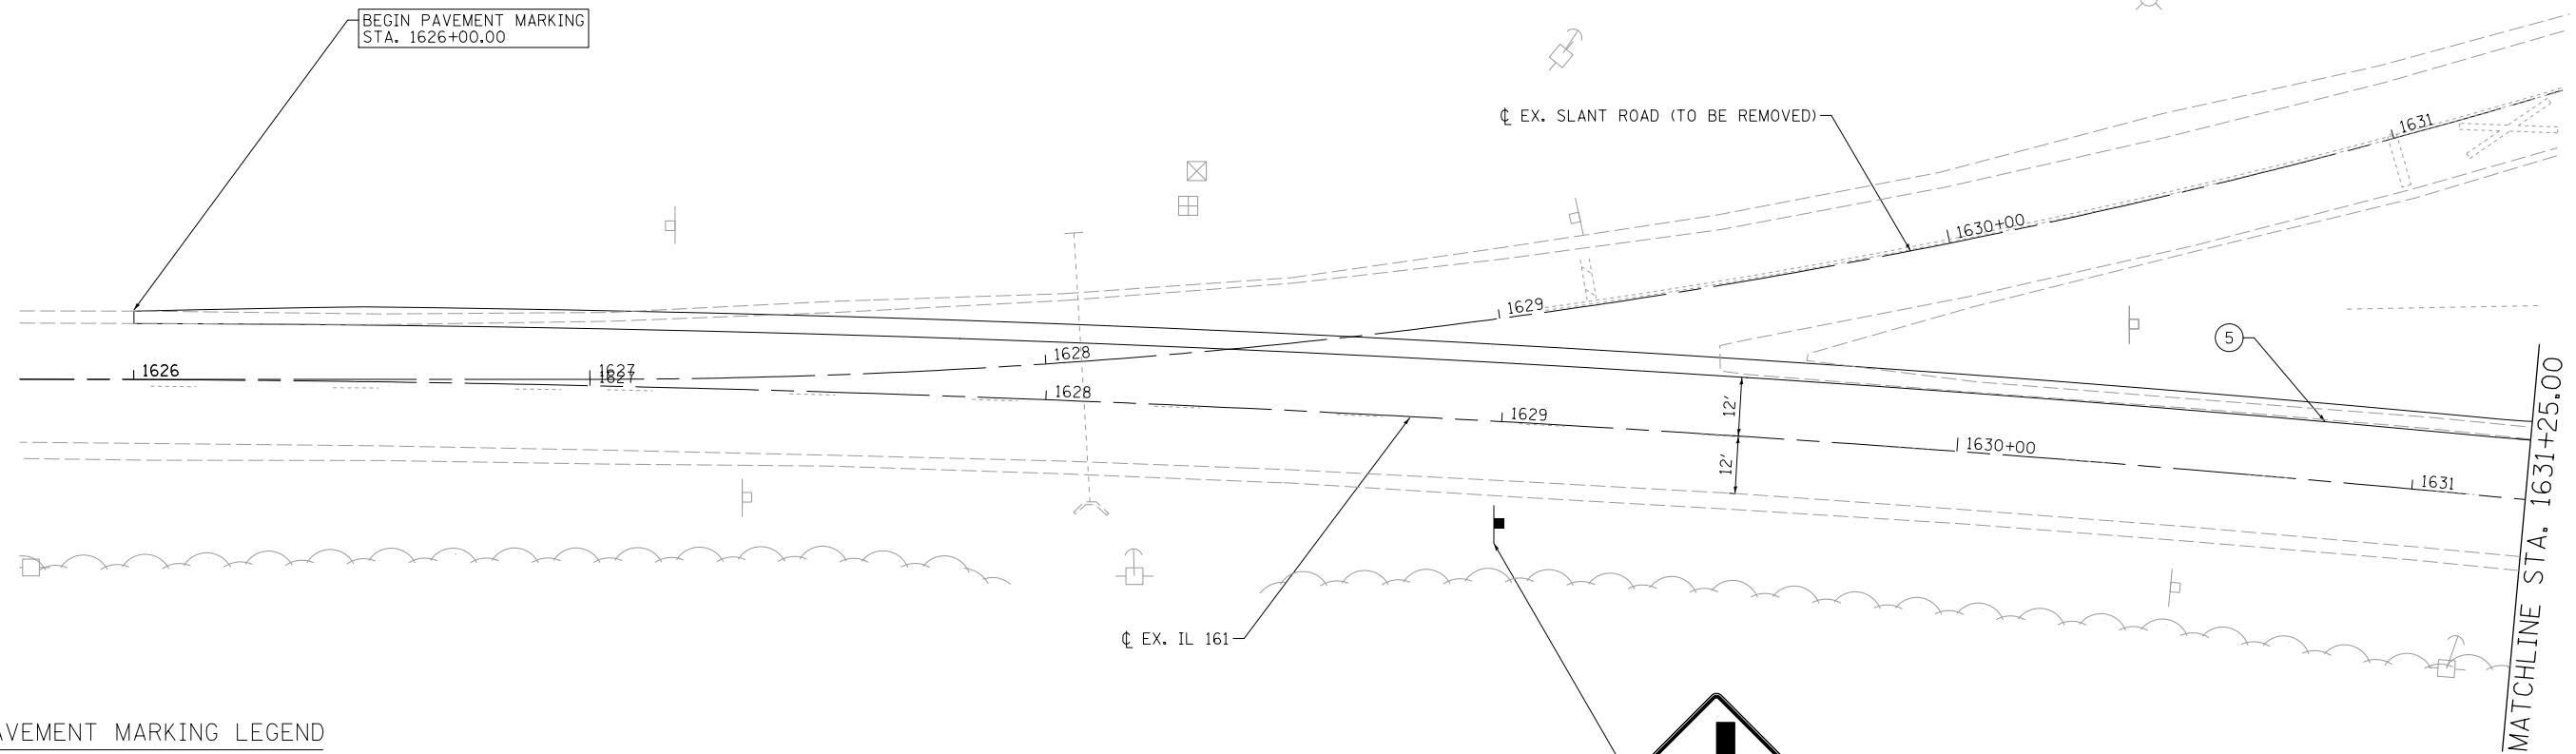 BEGIN PAVEMENT MARKING
STA. 1626+00.00
℄ EX. SLANT ROAD (TO BE REMOVED)
1631
1630+00
1629
1628
1627
1626
1627
1628
1629
1630+00
1631
12'
12'
5
℄ EX. IL 161
MATCHLINE STA. 1631+25.00
AVEMENT MARKING LEGEND